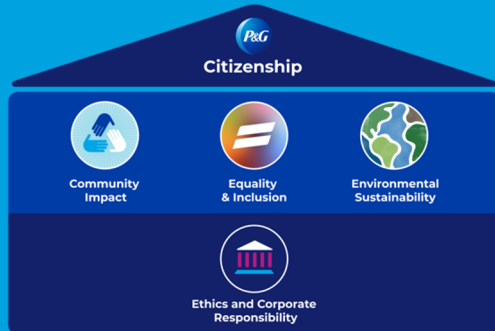 P&G
Citizenship
Community
Impact
Equality
& Inclusion
Environmental
Sustainability
Ethics and Corporate
Responsibility